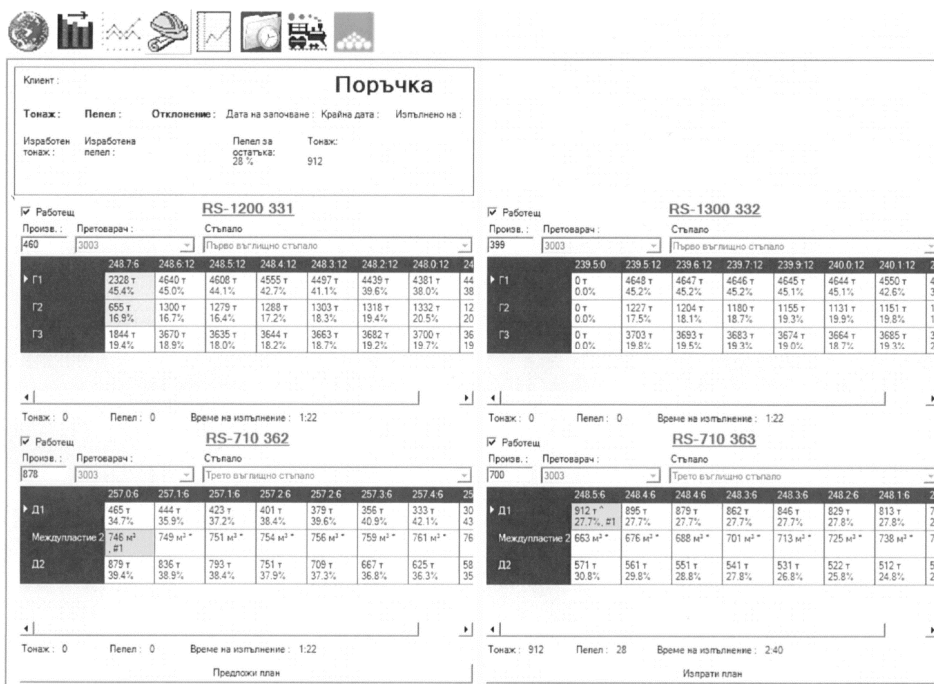 Поръчка
Клиент :
Тонаж : Пепел : Отклонение : Дата на започване : Крайна дата : Изпълнено на :
Изработен тонаж : Изработена пепел : Пепел за остатъка: 28 % Тонаж: 912
RS-1200 331
Работещ
Произв. : Претоварач : Стъпало
460 3003 Първо въглищно стъпало
248.7:6 248.6:12 248.5:12 248.4:12 248.3:12 248.2:12 248.0:12 24
Г1 2328 т 4640 т 4608 т 4555 т 4497 т 4439 т 4381 т 44
45.4% 45.0% 44.1% 42.7% 41.1% 39.6% 38.0% 38
Г2 655 т 1300 т 1279 т 1288 т 1303 т 1318 т 1332 т 12
16.9% 16.7% 16.4% 17.2% 18.3% 19.4% 20.5% 20
Г3 1844 т 3670 т 3635 т 3644 т 3663 т 3682 т 3700 т 36
19.4% 18.9% 18.0% 18.2% 18.7% 19.2% 19.7% 19
Тонаж : 0 Пепел : 0 Време на изпълнение : 1:22
RS-1300 332
Работещ
Произв. : Претоварач : Стъпало
399 3003 Първо въглищно стъпало
239.5:0 239.5:12 239.6:12 239.7:12 239.9:12 240.0:12 240.1:12
Г1 0 т 4648 т 4647 т 4646 т 4645 т 4644 т 4550 т
0.0% 45.2% 45.2% 45.2% 45.1% 45.1% 42.6%
Г2 0 т 1227 т 1204 т 1180 т 1155 т 1131 т 1151 т
0.0% 17.5% 18.1% 18.7% 19.3% 19.9% 19.8%
Г3 0 т 3703 т 3693 т 3683 т 3674 т 3664 т 3685 т
0.0% 19.8% 19.5% 19.3% 19.0% 18.7% 19.3%
Тонаж : 0 Пепел : 0 Време на изпълнение : 1:22
RS-710 362
Работещ
Произв. : Претоварач : Стъпало
878 3003 Трето въглищно стъпало
257.0:6 257.1:6 257.1:6 257.2:6 257.2:6 257.3:6 257.4:6 25
Д1 465 т 444 т 423 т 401 т 379 т 356 т 333 т 30
34.7% 35.9% 37.2% 38.4% 39.6% 40.9% 42.1% 43
Междупластие 2 746 м³ 749 м³ * 751 м³ * 754 м³ * 756 м³ * 759 м³ * 761 м³ * 76
, #1
Д2 879 т 836 т 793 т 751 т 709 т 667 т 625 т 58
39.4% 38.9% 38.4% 37.9% 37.3% 36.8% 36.3% 35
Тонаж : 0 Пепел : 0 Време на изпълнение : 1:22
Предложи план
RS-710 363
Работещ
Произв. : Претоварач : Стъпало
700 3003 Трето въглищно стъпало
248.5:6 248.4:6 248.4:6 248.3:6 248.3:6 248.2:6 248.1:6
Д1 912 т ^ 895 т 879 т 862 т 846 т 829 т 813 т
27.7%, #1 27.7% 27.7% 27.7% 27.7% 27.8% 27.8%
Междупластие 2 663 м³ * 676 м³ * 688 м³ * 701 м³ * 713 м³ * 725 м³ * 738 м³ *
Д2 571 т 561 т 551 т 541 т 531 т 522 т 512 т
30.8% 29.8% 28.8% 27.8% 26.8% 25.8% 24.8%
Тонаж : 912 Пепел : 28 Време на изпълнение : 2:40
Изпрати план